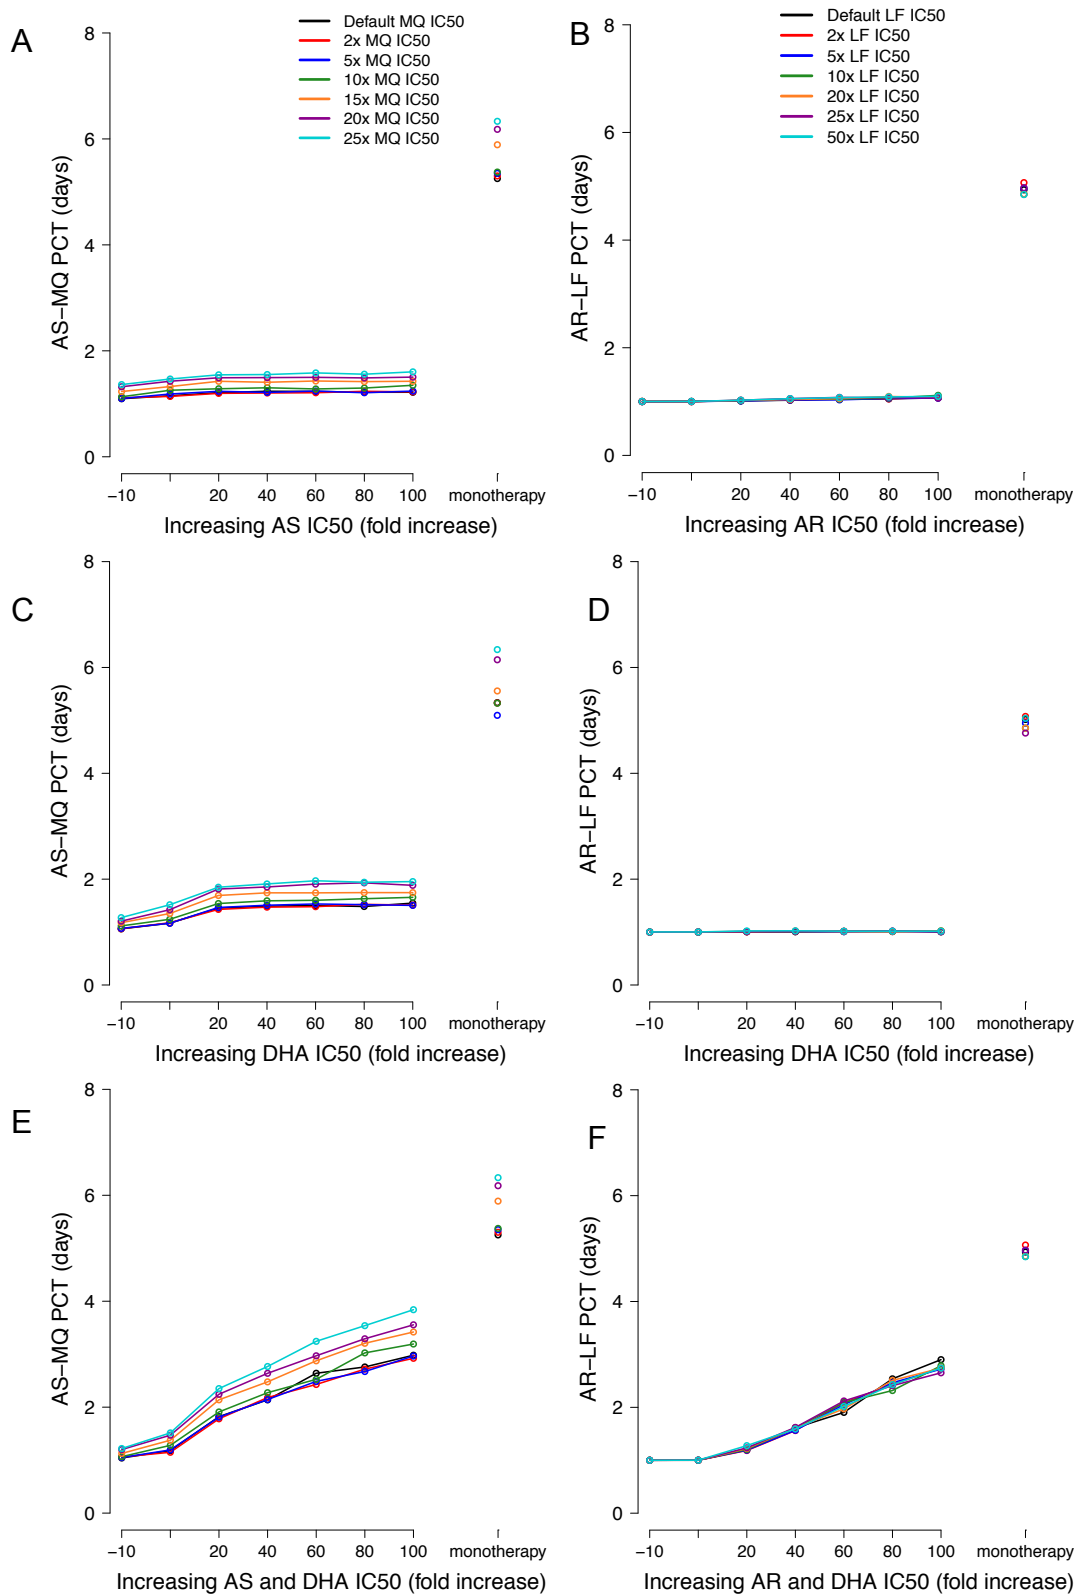 A
Default MQ IC50
2x MQ IC50
5x MQ IC50
10x MQ IC50
15x MQ IC50
20x MQ IC50
25x MQ IC50
AS−MQ PCT (days)
8
6
4
2
0
−10 20 40 60 80 100 monotherapy
Increasing AS IC50 (fold increase)
B
Default LF IC50
2x LF IC50
5x LF IC50
10x LF IC50
20x LF IC50
25x LF IC50
50x LF IC50
AR−LF PCT (days)
8
6
4
2
0
−10 20 40 60 80 100 monotherapy
Increasing AR IC50 (fold increase)
C
AS−MQ PCT (days)
8
6
4
2
0
−10 20 40 60 80 100 monotherapy
Increasing DHA IC50 (fold increase)
D
AR−LF PCT (days)
8
6
4
2
0
−10 20 40 60 80 100 monotherapy
Increasing DHA IC50 (fold increase)
E
AS−MQ PCT (days)
8
6
4
2
0
−10 20 40 60 80 100 monotherapy
Increasing AS and DHA IC50 (fold increase)
F
AR−LF PCT (days)
8
6
4
2
0
−10 20 40 60 80 100 monotherapy
Increasing AR and DHA IC50 (fold increase)